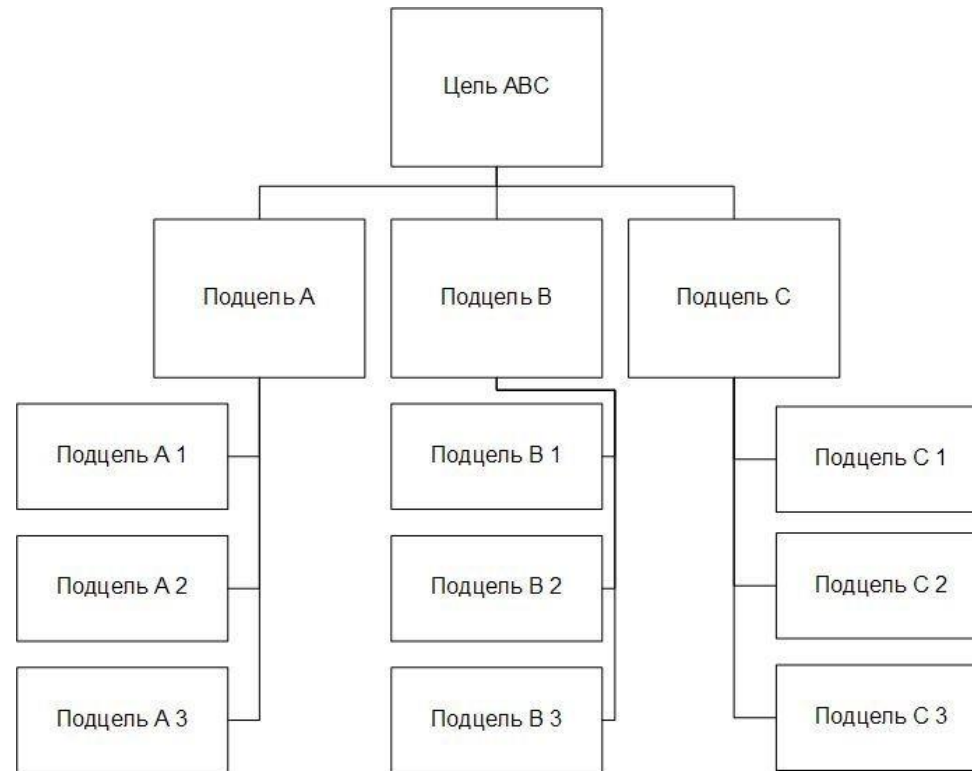 Цель ABC
Подцель A
Подцель B
Подцель C
Подцель A 1
Подцель B 1
Подцель C 1
Подцель A 2
Подцель B 2
Подцель C 2
Подцель A 3
Подцель B 3
Подцель C 3